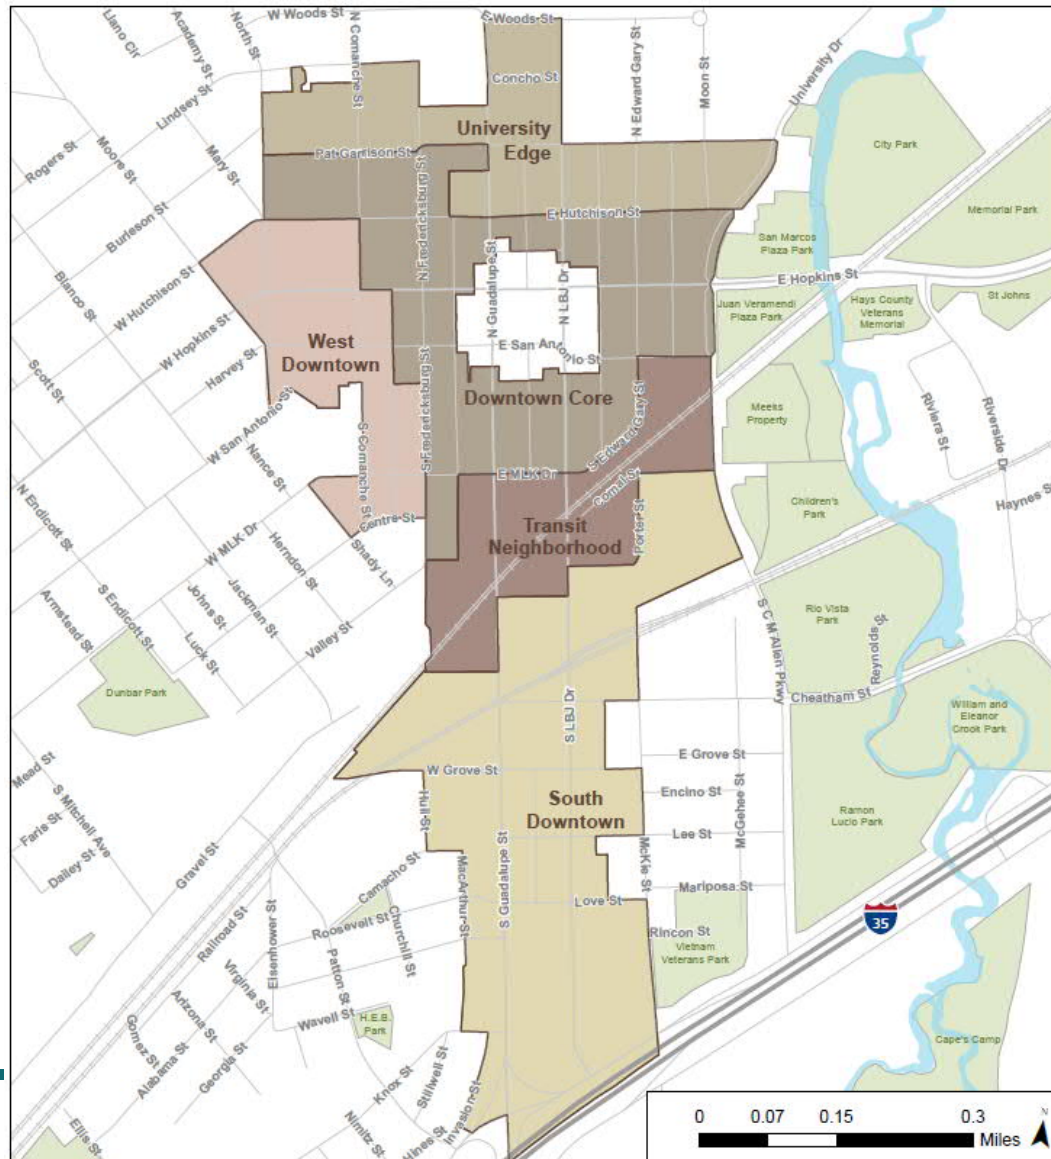 W Woods St
E Woods St
Llano Cir
Academy St
North St
N Comanche St
N Edward Gary St
Moon St
University Dr
Concho St
Lindsey St
City Park
University
Edge
Rogers St
Moore St
Mary St
Pat Garrison St
N Fredericksburg St
E Hutchison St
Memorial Park
Burleson St
San Marcos
Plaza Park
Blanco St
W Hutchison St
N Guadalupe St
N LBJ Dr
E Hopkins St
Juan Veramendi
Plaza Park
Hays County
Veterans
Memorial
St Johns
W Hopkins St
West
Downtown
E San Antonio St
Scott St
Harvey St
Downtown Core
S Fredericksburg St
Meeks
Property
Riviera St
Riverside Dr
W San Antonio St
S Comanche St
S Edward Gary St
Nance St
E MLK Dr
Comal St
Children's
Park
Haynes St
N Endicott St
Centre St
Transit
Neighborhood
Porter St
W MLK Dr
Herndon St
Shady Ln
Armstead St
S Endicott St
Johns St
Jackman St
Luck St
Valley St
S C M Allen Pkwy
Rio Vista
Park
Reynolds St
Dunbar Park
S LBJ Dr
Cheatham St
William and
Eleanor
Crook Park
Mead St
W Grove St
E Grove St
Faris St
S Mitchell Ave
Hull St
South
Downtown
Encino St
McGehee St
Ramon
Lucio Park
Dailey St
Gravel St
S Guadalupe St
Lee St
McKie St
Camacho St
MacArthur St
Mariposa St
Love St
Railroad St
Eisenhower St
Roosevelt St
Churchill St
Rincon St
Vietnam
Veterans Park
35
Virginia St
Patton St
Arizona St
Wavell St
H.E.B.
Park
Gomez St
Alabama St
Georgia St
Knox St
Stillwell St
Invasion St
Cape's Camp
Ellis St
Nimitz St
Hines St
0 0.07 0.15 0.3
Miles
N